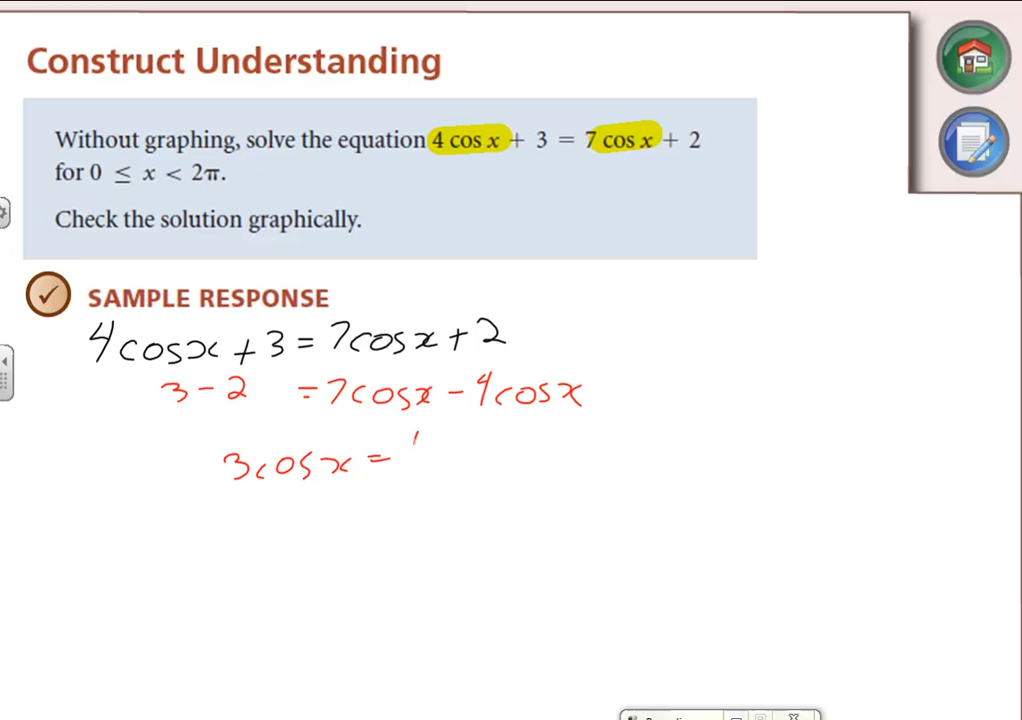 Construct Understanding
Without graphing, solve the equation 4 cos x + 3 = 7 cos x + 2
for 0 ≤ x < 2π.
Check the solution graphically.
SAMPLE RESPONSE
4cosx + 3 = 7cosx + 2
3 - 2 = 7cosx - 4cosx
3cosx =